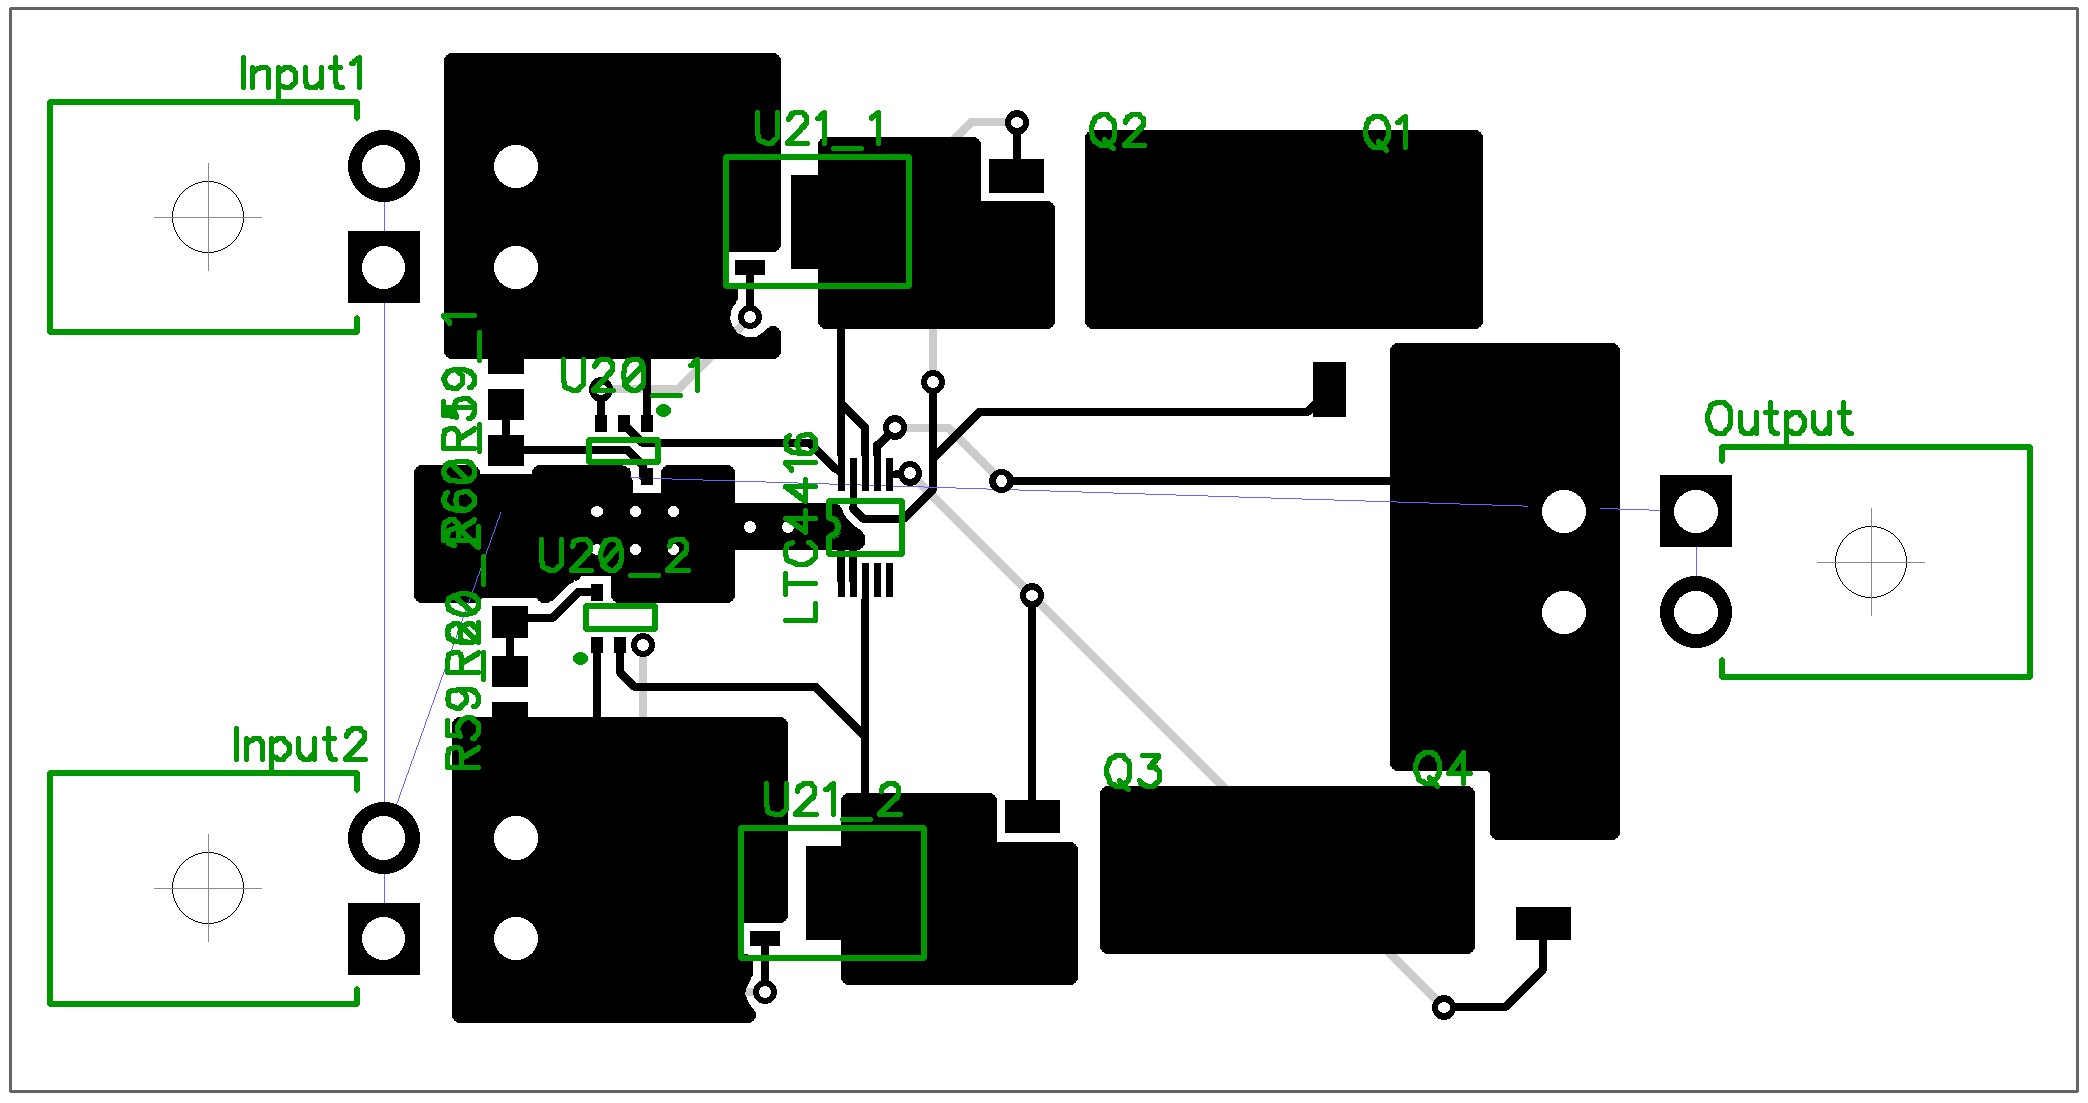 Input1
U21_1
Q2
Q1
R59_1
U20_1
R60_1
LTC4416
Output
U20_2
R60_2
R59_2
Input2
U21_2
Q3
Q4